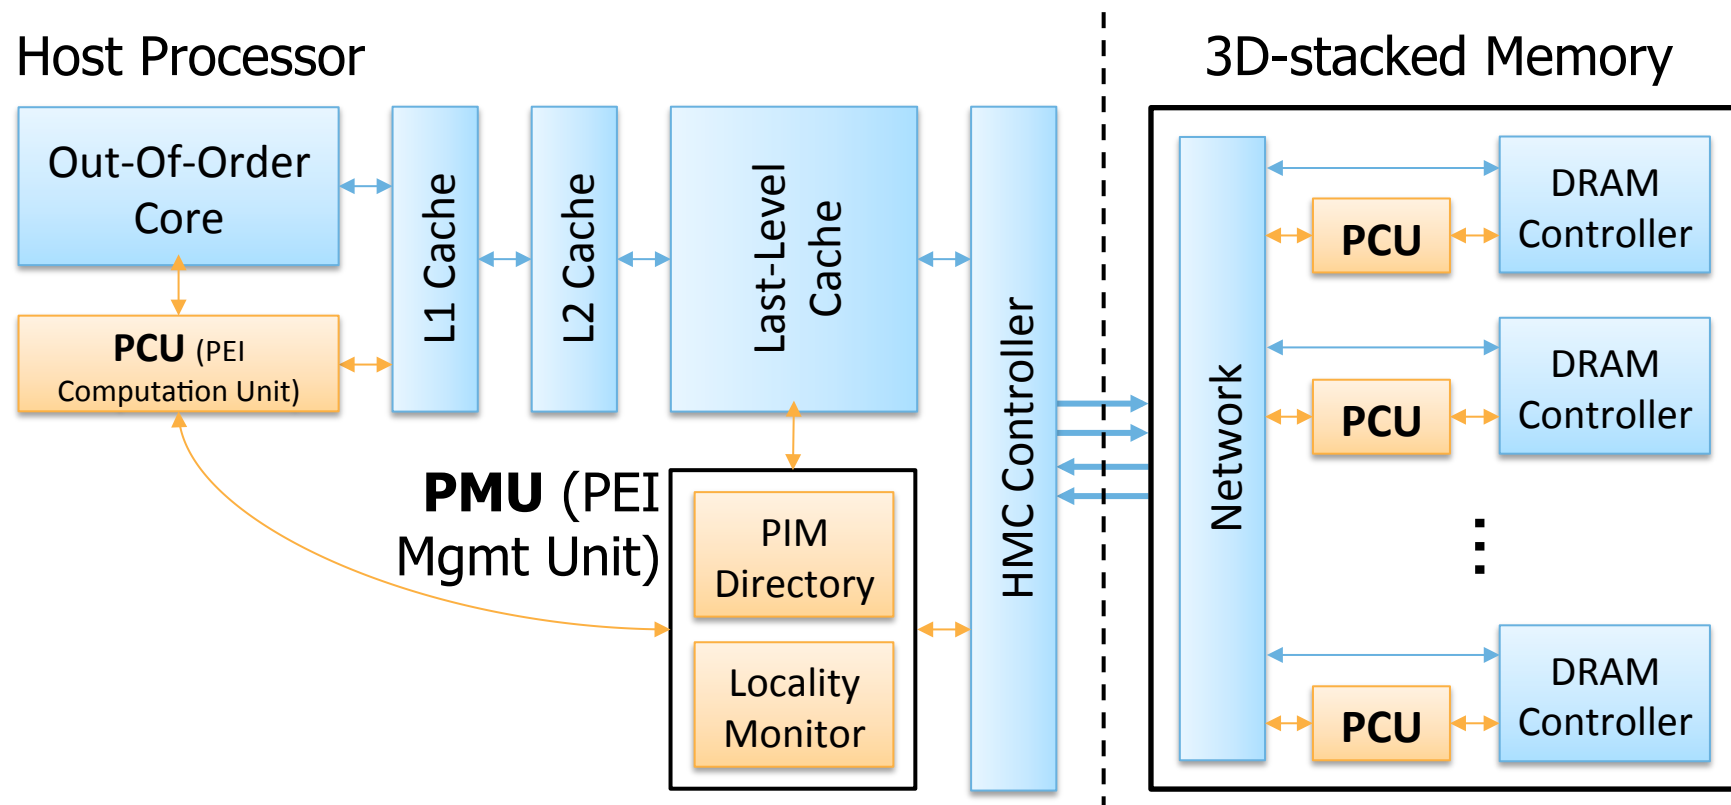 Host Processor
3D-stacked Memory
Out-Of-Order
Core
PCU (PEI
Computation Unit)
L1 Cache
L2 Cache
Last-Level
Cache
PMU (PEI
Mgmt Unit)
PIM
Directory
Locality
Monitor
HMC Controller
Network
PCU
DRAM
Controller
PCU
DRAM
Controller
...
PCU
DRAM
Controller